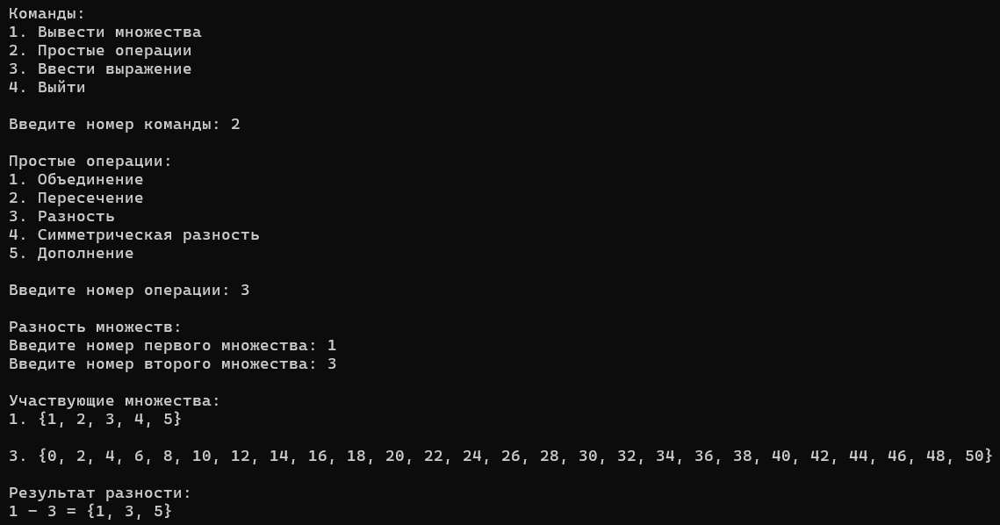 Команды:
1. Вывести множества
2. Простые операции
3. Ввести выражение
4. Выйти
Введите номер команды: 2
Простые операции:
1. Объединение
2. Пересечение
3. Разность
4. Симметрическая разность
5. Дополнение
Введите номер операции: 3
Разность множеств:
Введите номер первого множества: 1
Введите номер второго множества: 3
Участвующие множества:
1. {1, 2, 3, 4, 5}
3. {0, 2, 4, 6, 8, 10, 12, 14, 16, 18, 20, 22, 24, 26, 28, 30, 32, 34, 36, 38, 40, 42, 44, 46, 48, 50}
Результат разности:
1 − 3 = {1, 3, 5}